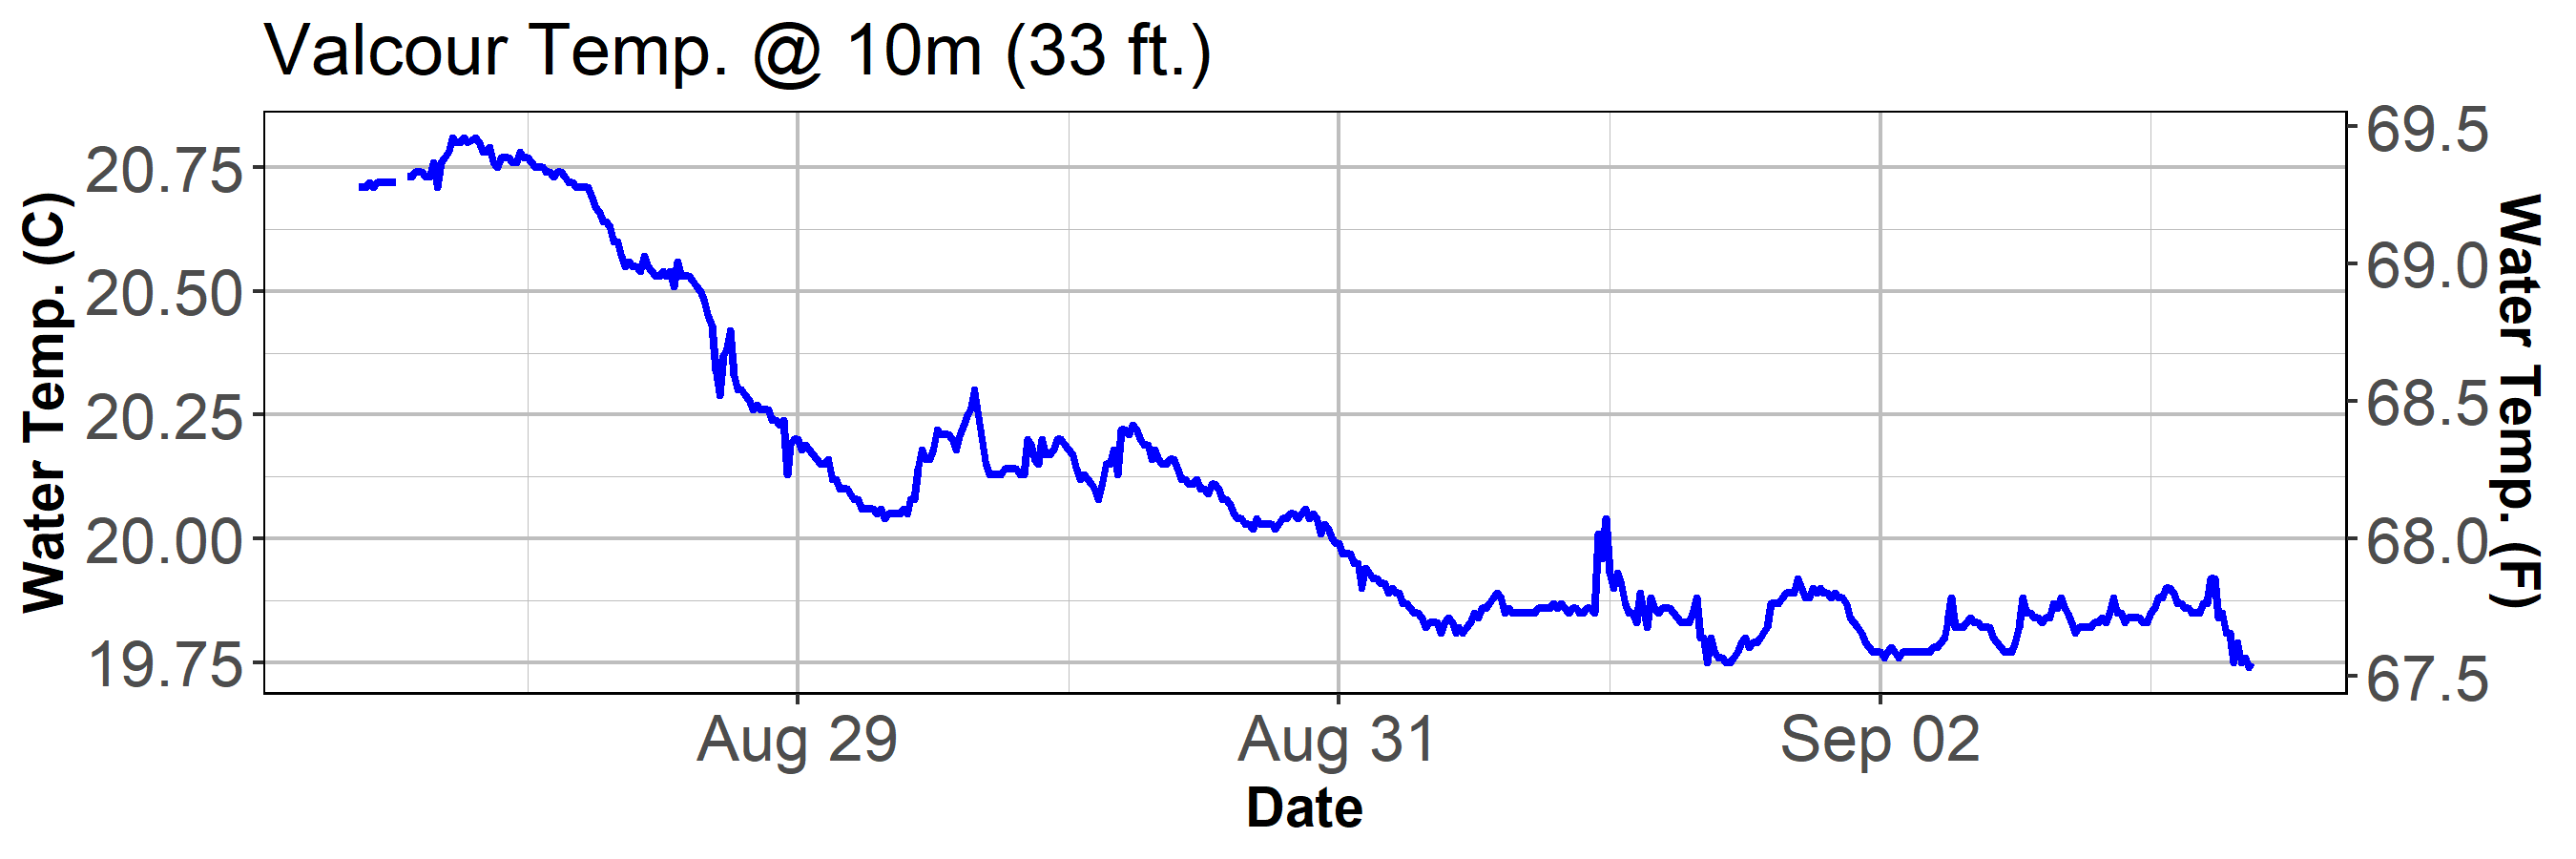 Valcour Temp. @ 10m (33 ft.)
Water Temp. (C)
20.75
20.50
20.25
20.00
19.75
69.5
69.0
68.5
68.0
67.5
Water Temp. (F)
Aug 29
Aug 31
Sep 02
Date